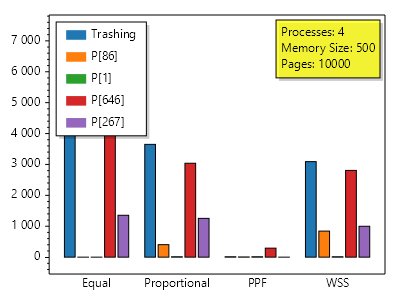 7 000
6 000
5 000
4 000
3 000
2 000
1 000
0
Trashing
P[86]
P[1]
P[646]
P[267]
Processes: 4
Memory Size: 500
Pages: 10000
Equal
Proportional
PPF
WSS